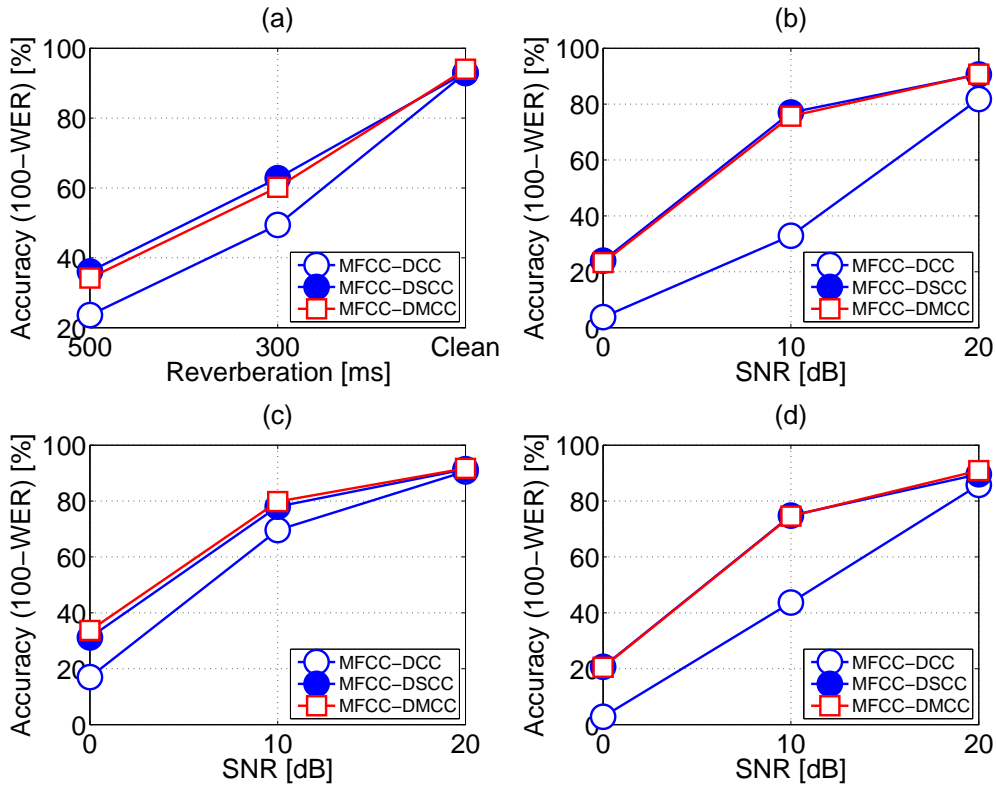 (a)
Accuracy (100−WER) [%]
100
80
60
40
20
500
300
Clean
Reverberation [ms]
MFCC−DCC
MFCC−DSCC
MFCC−DMCC
(b)
Accuracy (100−WER) [%]
100
80
60
40
20
0
0
10
20
SNR [dB]
MFCC−DCC
MFCC−DSCC
MFCC−DMCC
(c)
Accuracy (100−WER) [%]
100
80
60
40
20
0
0
10
20
SNR [dB]
MFCC−DCC
MFCC−DSCC
MFCC−DMCC
(d)
Accuracy (100−WER) [%]
100
80
60
40
20
0
0
10
20
SNR [dB]
MFCC−DCC
MFCC−DSCC
MFCC−DMCC